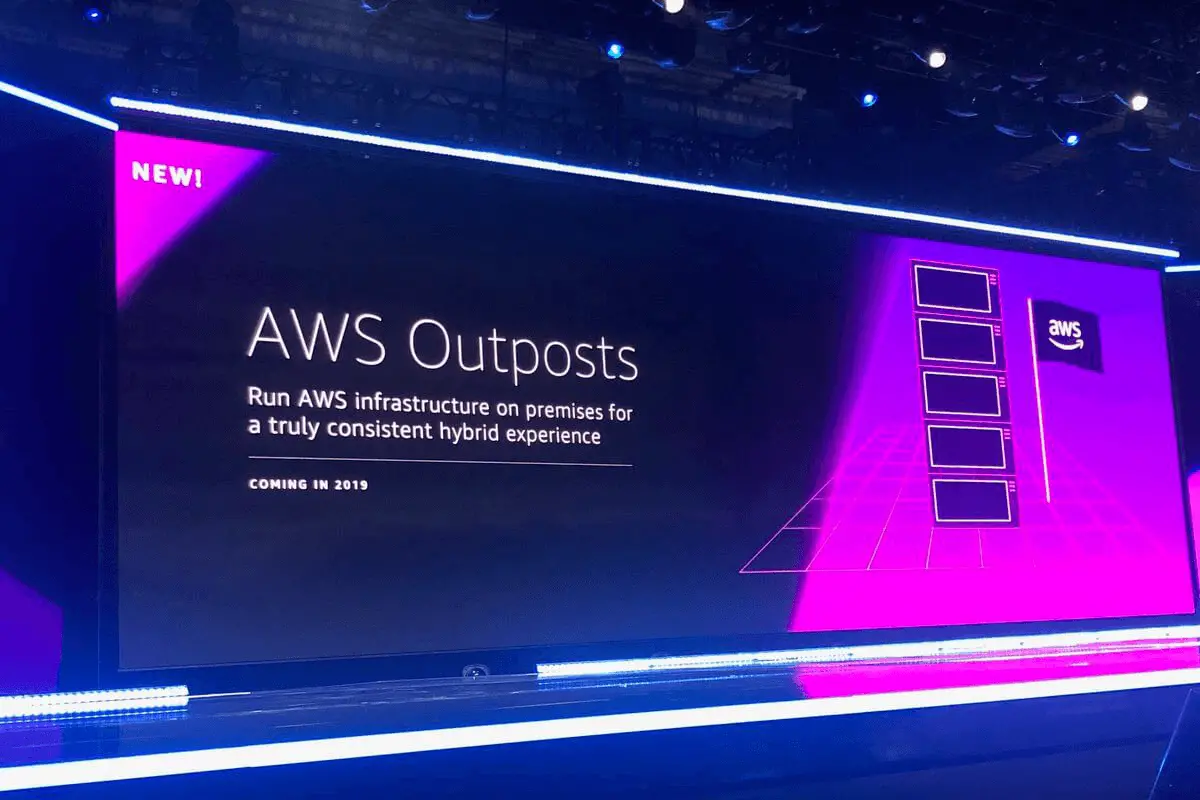 NEW!
AWS Outposts
Run AWS infrastructure on premises for
a truly consistent hybrid experience
COMING IN 2019
aws